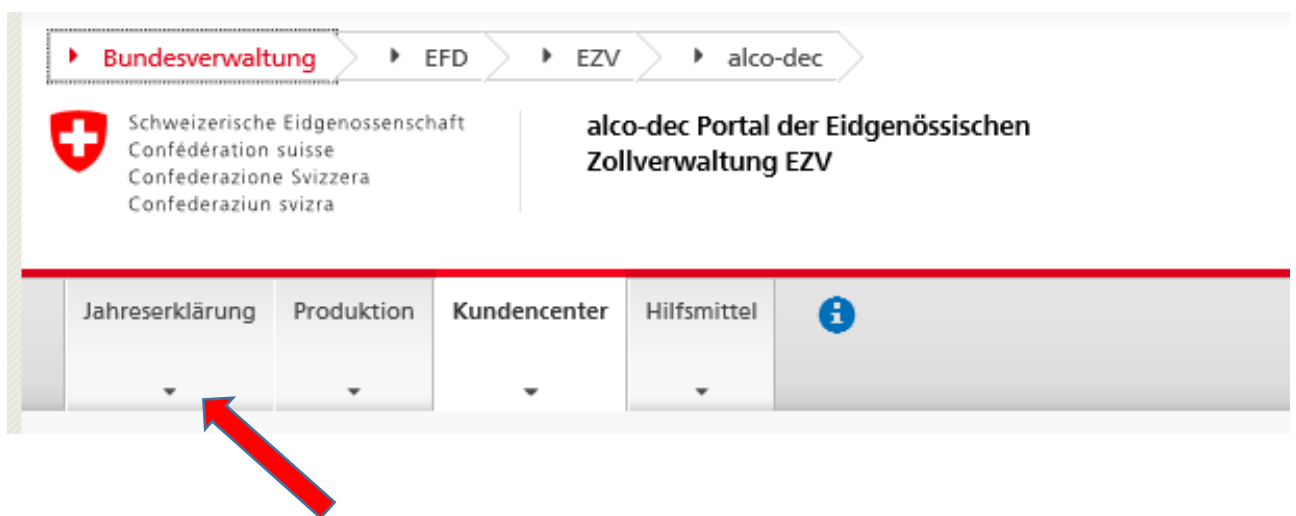 Bundesverwaltung EFD EZV alco-dec
Schweizerische Eidgenossenschaft
Confédération suisse
Confederazione Svizzera
Confederaziun svizra
alco-dec Portal der Eidgenössischen
Zollverwaltung EZV
Jahreserklärung Produktion Kundencenter Hilfsmittel